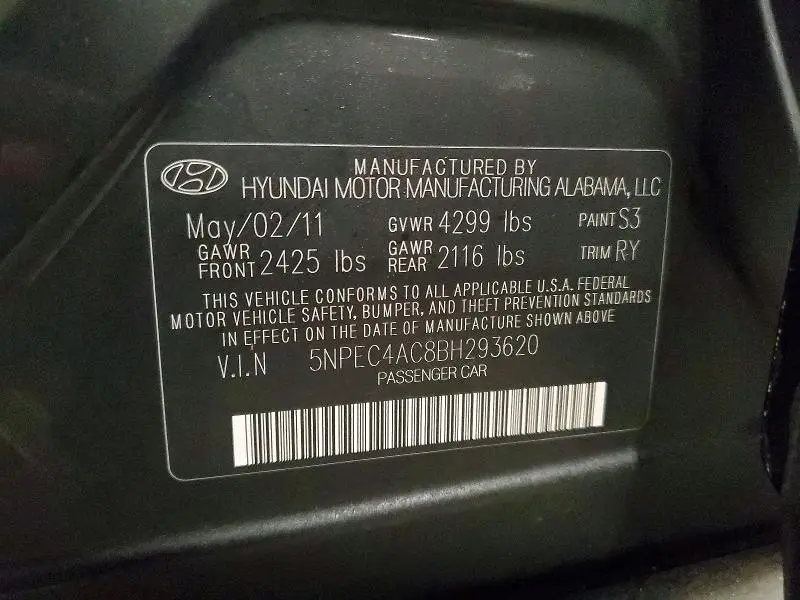 MANUFACTURED BY
HYUNDAI MOTOR MANUFACTURING ALABAMA, LLC
May/02/11 GVWR 4299 lbs PAINT S3
GAWR FRONT 2425 lbs GAWR REAR 2116 lbs TRIM RY
THIS VEHICLE CONFORMS TO ALL APPLICABLE U.S.A. FEDERAL
MOTOR VEHICLE SAFETY, BUMPER, AND THEFT PREVENTION STANDARDS
IN EFFECT ON THE DATE OF MANUFACTURE SHOWN ABOVE
V.I.N 5NPEC4AC8BH293620
PASSENGER CAR